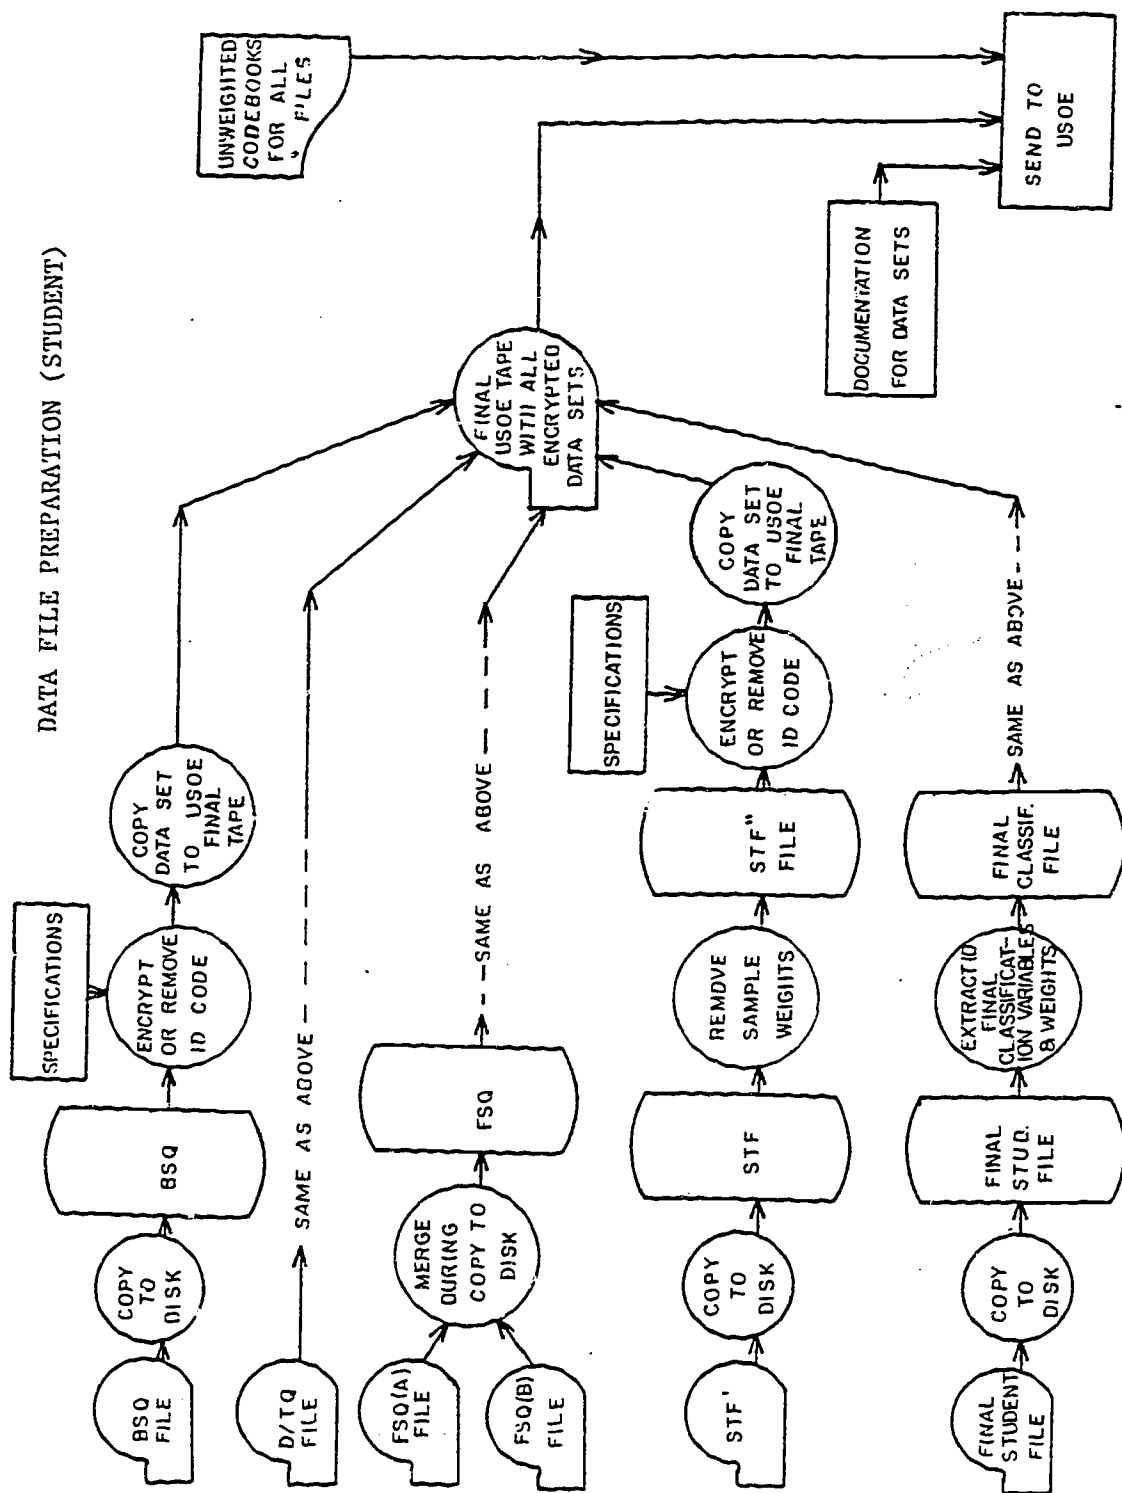 DATA FILE PREPARATION (STUDENT)
UNWEIGHTED
CODEBOOKS
FOR ALL
" FILES
SPECIFICATIONS
BSQ
FILE
COPY
TO
DISK
BSQ
ENCRYPT
OR REMOVE
ID CODE
COPY
DATA SET
TO USOE
FINAL
TAPE
D/TQ
FILE
SAME AS ABOVE
FSQ(A)
FILE
FSQ(B)
FILE
MERGE
DURING
COPY TO
DISK
FSQ
SAME AS ABOVE
FINAL
USOE TAPE
WITH ALL
ENCRYPTED
DATA SETS
SPECIFICATIONS
STF'
COPY
TO
DISK
STF
REMOVE
SAMPLE
WEIGHTS
STF"
FILE
ENCRYPT
OR REMOVE
ID CODE
COPY
DATA SET
TO USOE
FINAL
TAPE
DOCUMENTATION
FOR DATA SETS
FINAL
STUDENT
FILE
COPY
TO
DISK
FINAL
STUD.
FILE
EXTRACT ID
FINAL
CLASSIFICAT-
ION VARIABLES
& WEIGHTS
FINAL
CLASSIF.
FILE
SAME AS ABOVE
SEND TO
USOE